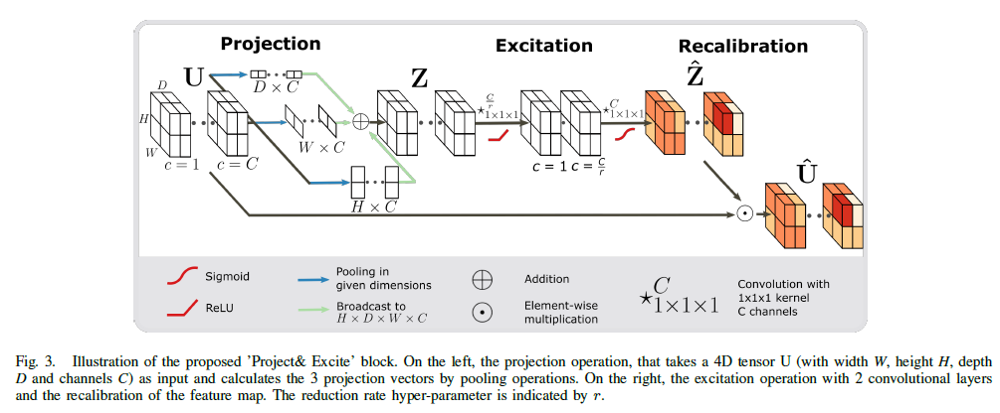 Projection
Excitation
Recalibration
U
D × C
D
H
W
c = 1
c = C
W × C
H × C
Z
⋆ C/r 1×1×1
c = 1 c = C/r
⋆ C 1×1×1
Ẑ
Û
Sigmoid
ReLU
Pooling in
given dimensions
Broadcast to
H × D × W × C
Addition
Element-wise
multiplication
⋆ C 1×1×1
Convolution with
1x1x1 kernel
C channels
Fig. 3. Illustration of the proposed 'Project& Excite' block. On the left, the projection operation, that takes a 4D tensor U (with width W, height H, depth
D and channels C) as input and calculates the 3 projection vectors by pooling operations. On the right, the excitation operation with 2 convolutional layers
and the recalibration of the feature map. The reduction rate hyper-parameter is indicated by r.